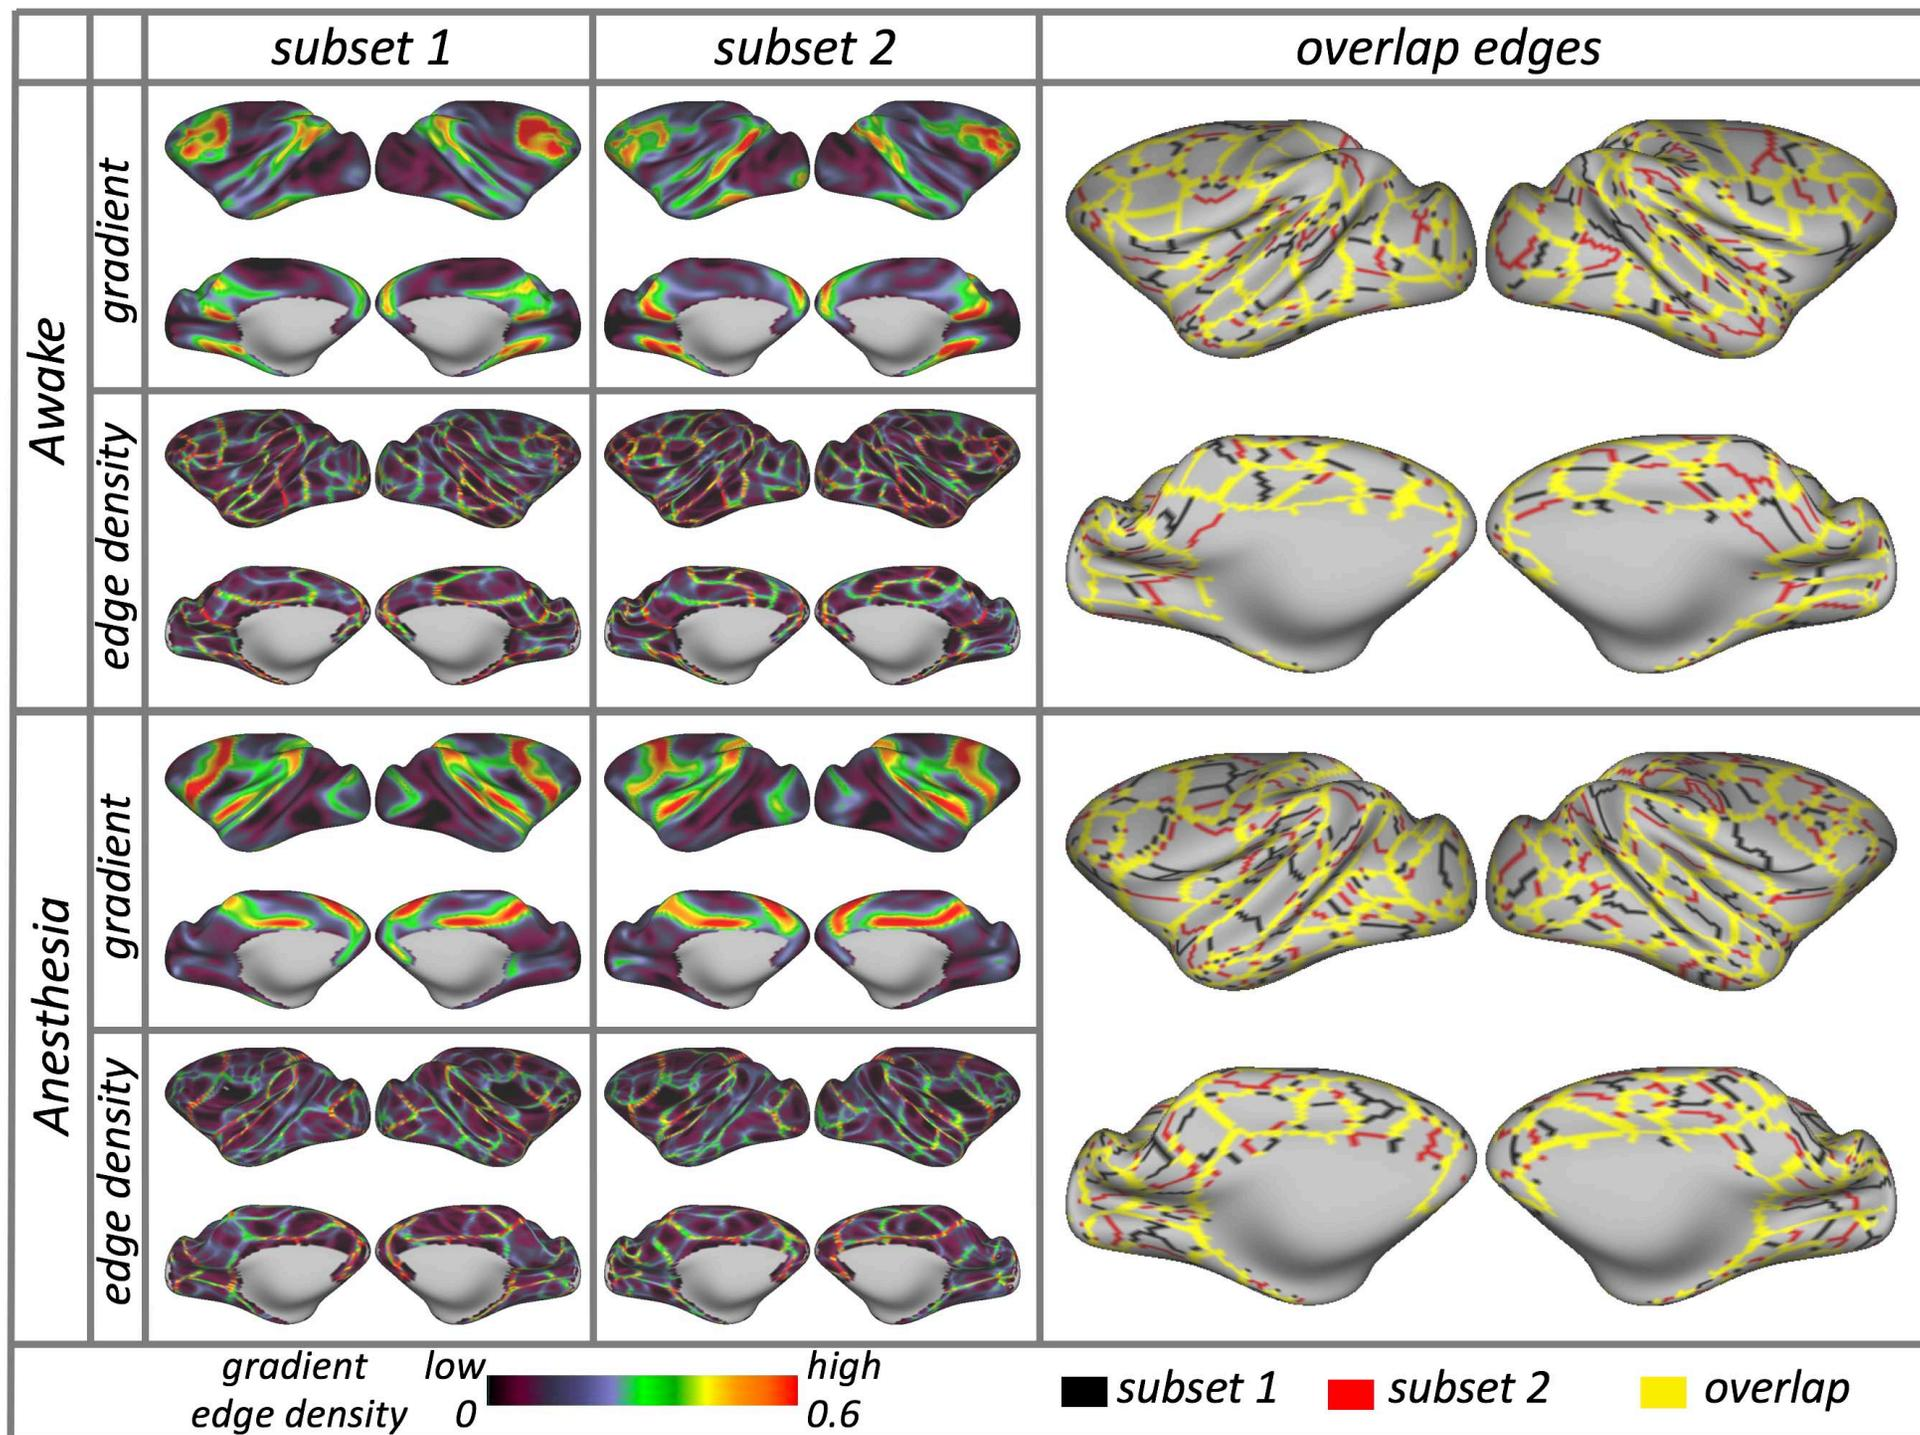 subset 1
subset 2
overlap edges
Awake
gradient
edge density
Anesthesia
gradient
edge density
gradient low high
edge density 0 0.6
subset 1
subset 2
overlap